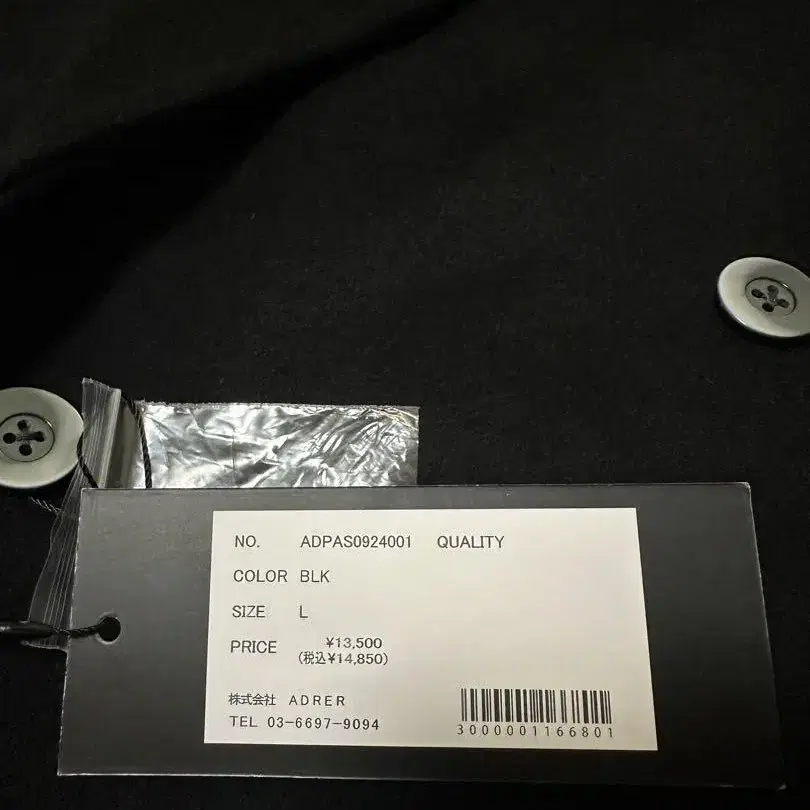 NO. ADPAS0924001 QUALITY
COLOR BLK
SIZE L
PRICE ¥13,500
(税込¥14,850)
株式会社 ADRER
TEL 03-6697-9094
3000001166801